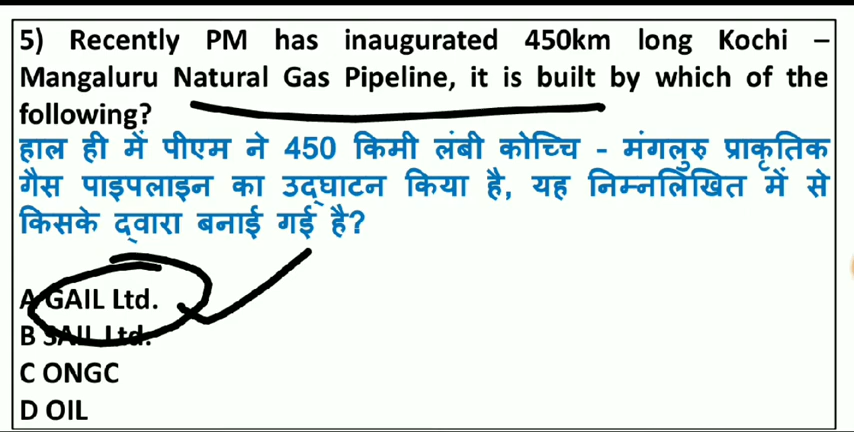 5) Recently PM has inaugurated 450km long Kochi –
Mangaluru Natural Gas Pipeline, it is built by which of the
following?
हाल ही में पीएम ने 450 किमी लंबी कोच्चि - मंगलुरु प्राकृतिक
गैस पाइपलाइन का उद्घाटन किया है, यह निम्नलिखित में से
किसके द्वारा बनाई गई है?
A GAIL Ltd.
B SAIL Ltd.
C ONGC
D OIL